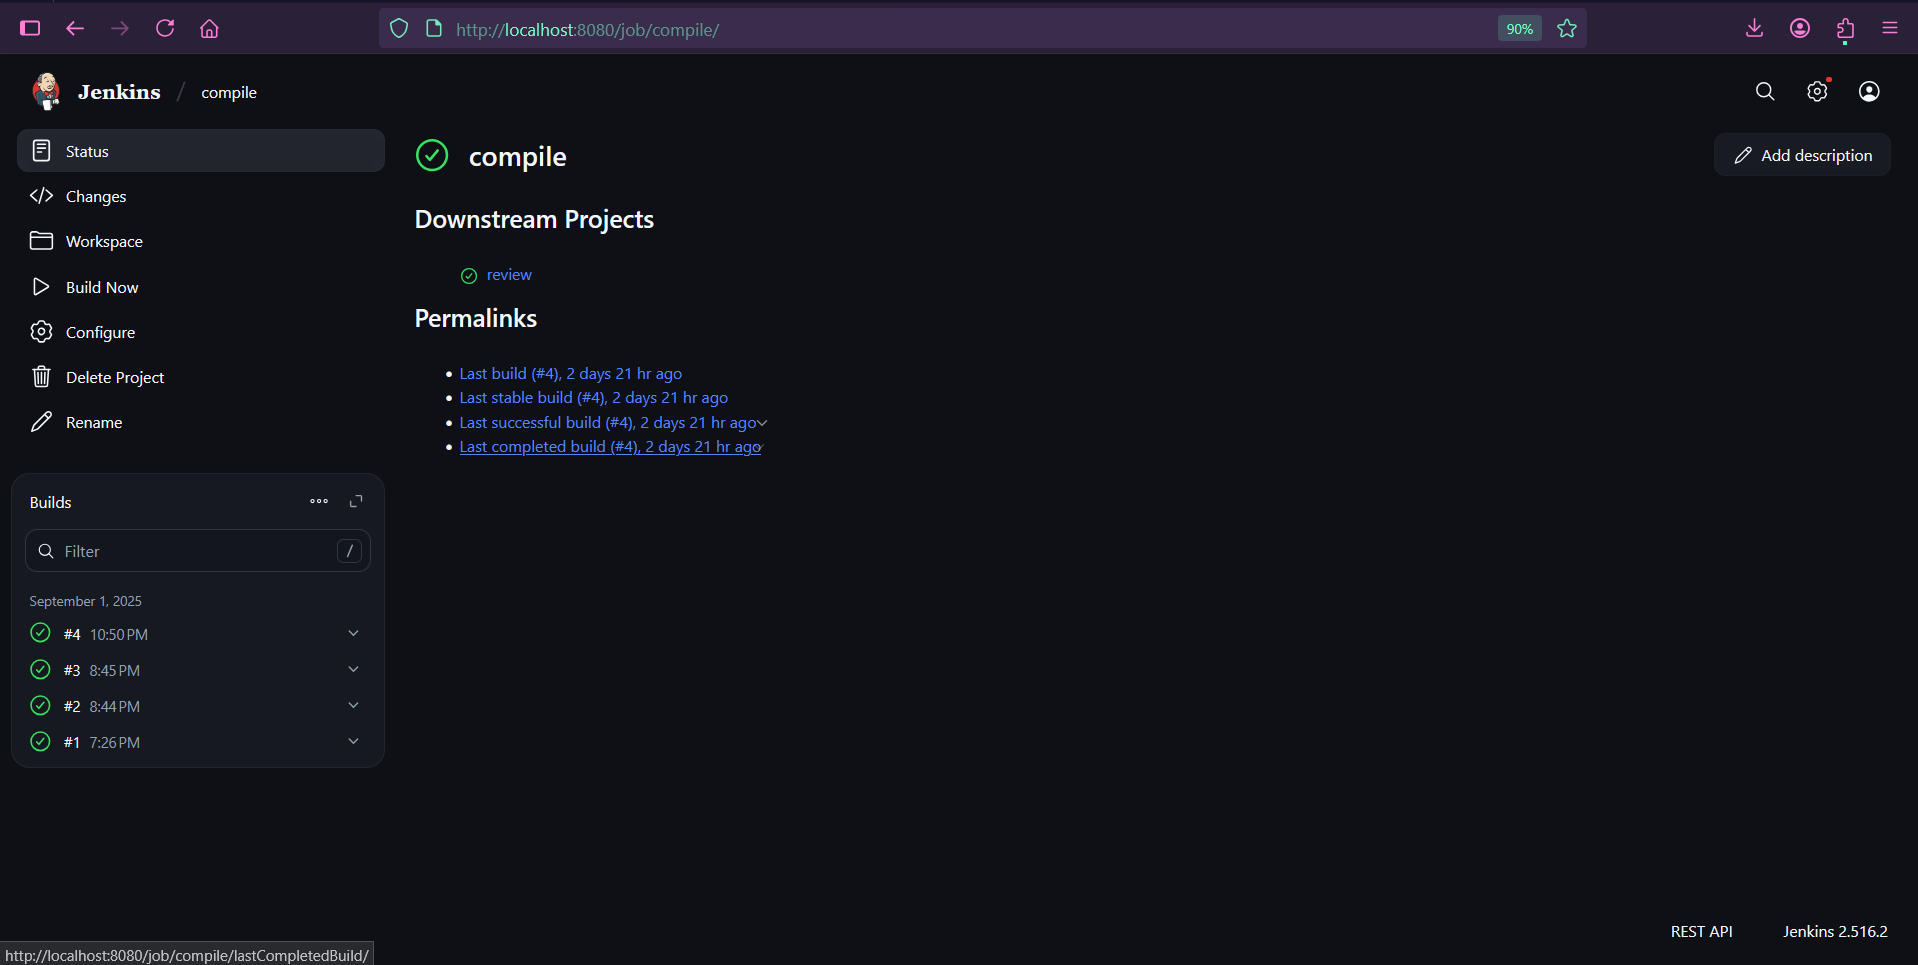 http://localhost:8080/job/compile/
90%
Jenkins / compile
Status
Changes
Workspace
Build Now
Configure
Delete Project
Rename
Builds
Filter
/
September 1, 2025
#4 10:50 PM
#3 8:45 PM
#2 8:44 PM
#1 7:26 PM
compile
Add description
Downstream Projects
review
Permalinks
Last build (#4), 2 days 21 hr ago
Last stable build (#4), 2 days 21 hr ago
Last successful build (#4), 2 days 21 hr ago
Last completed build (#4), 2 days 21 hr ago
REST API
Jenkins 2.516.2
http://localhost:8080/job/compile/lastCompletedBuild/